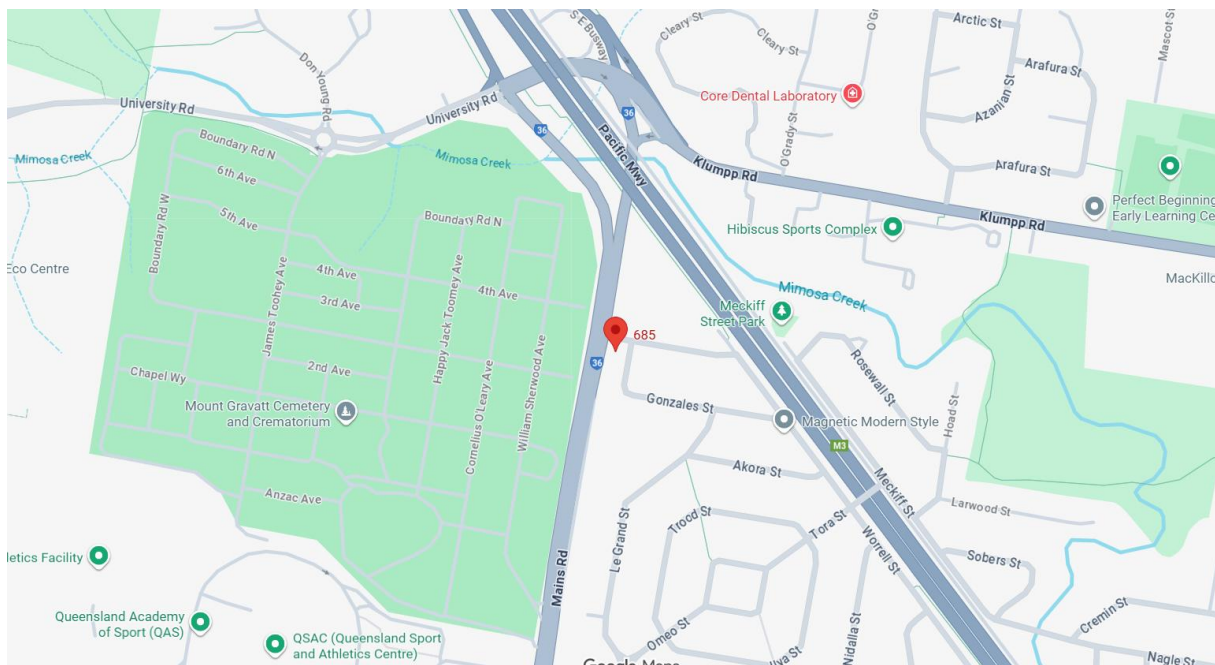 S E Busway
Cleary St
Cleary St
O'Gr
Arctic St
Mascot St
Arafura St
Don Young Rd
University Rd
University Rd
36
Core Dental Laboratory
Azanian St
O'Grady St
Pacific Mwy
Mimosa Creek
Boundary Rd N
6th Ave
Mimosa Creek
Klumpp Rd
Arafura St
5th Ave
Boundary Rd W
Boundary Rd N
Perfect Beginning
Early Learning Ce
Klumpp Rd
Hibiscus Sports Complex
Eco Centre
4th Ave
4th Ave
3rd Ave
James Toohey Ave
Happy Jack Toomey Ave
MacKillo
Mimosa Creek
Meckiff
Street Park
685
36
2nd Ave
Chapel Wy
Cornelius O'Leary Ave
William Sherwood Ave
Rosewall St
Hoad St
Gonzales St
Mount Gravatt Cemetery
and Crematorium
Magnetic Modern Style
M3
Akora St
Meckiff St
Anzac Ave
Trood St
Tora St
Larwood St
Le Grand St
Worrell St
letics Facility
Sobers St
Mains Rd
Queensland Academy
of Sport (QAS)
QSAC (Queensland Sport
and Athletics Centre)
Omeo St
Nidalla St
Cremin St
Nagle St
Google Maps